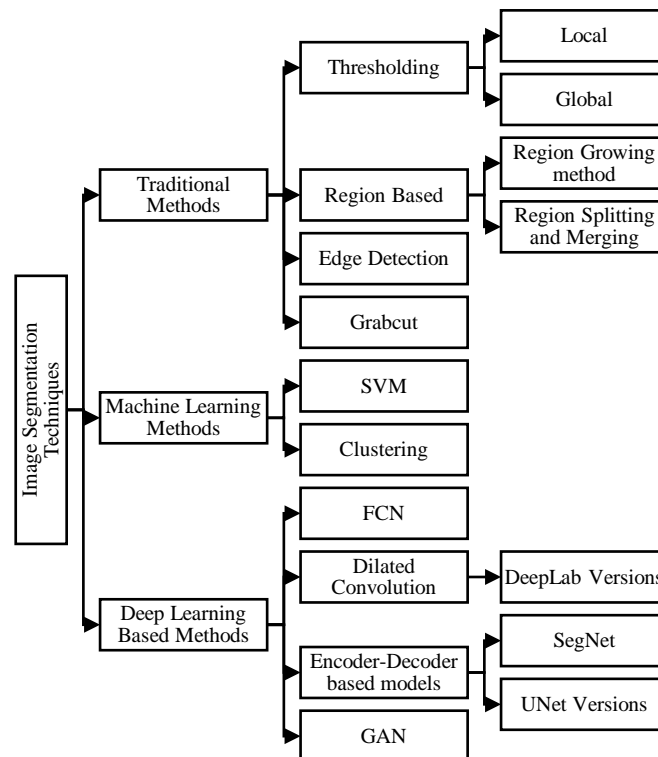 Image Segmentation
Techniques
Traditional
Methods
Thresholding
Local
Global
Region Based
Region Growing
method
Region Splitting
and Merging
Edge Detection
Grabcut
Machine Learning
Methods
SVM
Clustering
Deep Learning
Based Methods
FCN
Dilated
Convolution
DeepLab Versions
Encoder-Decoder
based models
SegNet
UNet Versions
GAN